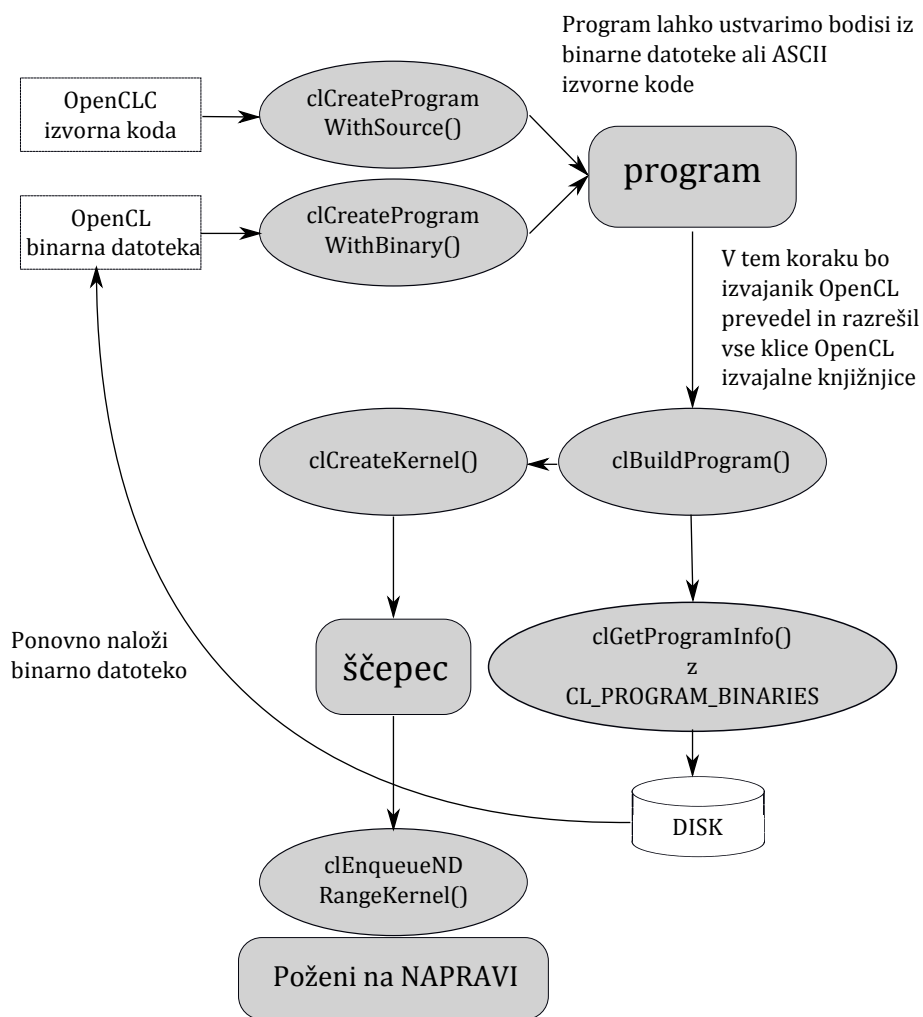 Program lahko ustvarimo bodisi iz
binarne datoteke ali ASCII
izvorne kode
OpenCLC
izvorna koda
clCreateProgram
WithSource()
program
OpenCL
binarna datoteka
clCreateProgram
WithBinary()
V tem koraku bo
izvajanik OpenCL
prevedel in razrešil
vse klice OpenCL
izvajalne knjižnjice
clCreateKernel()
clBuildProgram()
Ponovno naloži
binarno datoteko
ščepec
clGetProgramInfo()
z
CL_PROGRAM_BINARIES
DISK
clEnqueueND
RangeKernel()
Poženi na NAPRAVI